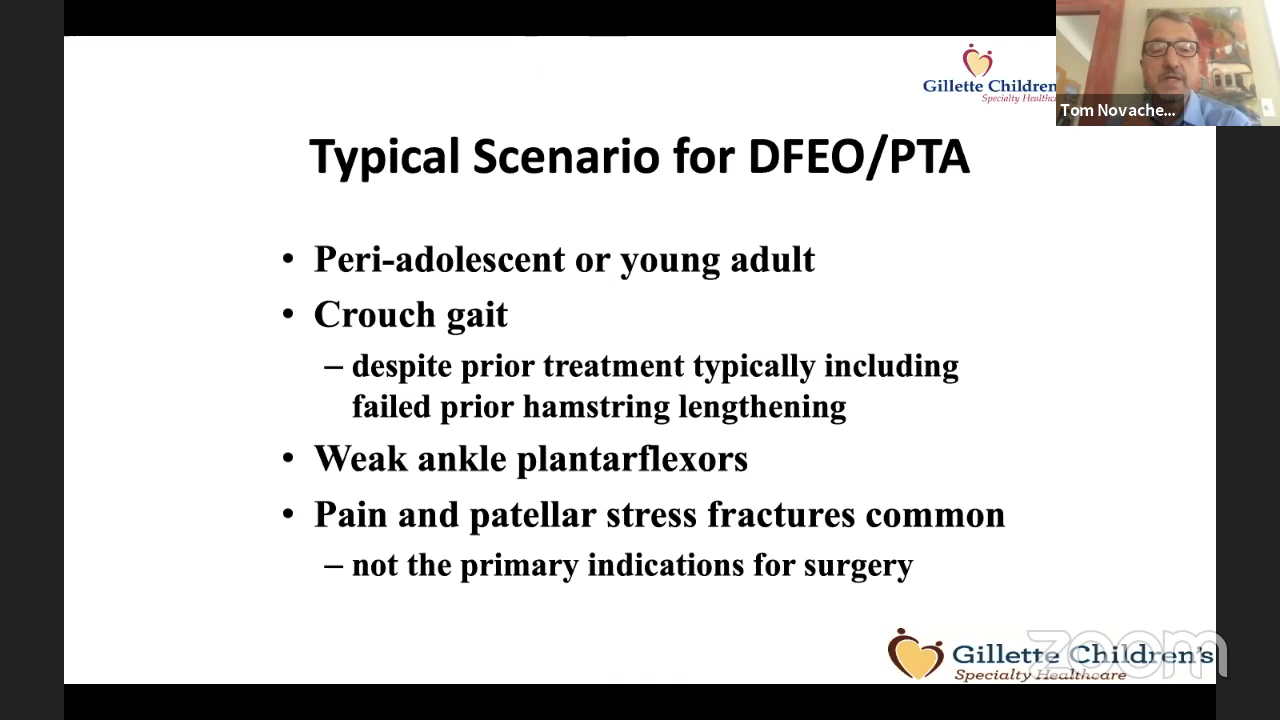 Gillette Children
Specialty Healthca
Tom Novache...
Typical Scenario for DFEO/PTA
• Peri-adolescent or young adult
• Crouch gait
– despite prior treatment typically including
failed prior hamstring lengthening
• Weak ankle plantarflexors
• Pain and patellar stress fractures common
– not the primary indications for surgery
Gillette Children's
Specialty Healthcare
zoom